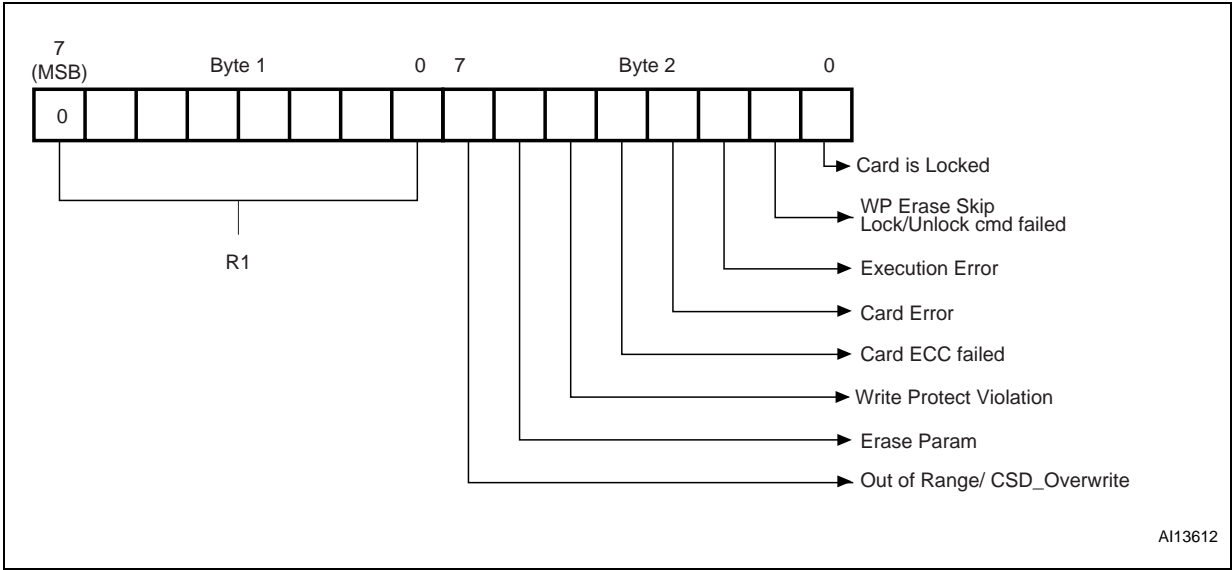 7
(MSB)
Byte 1
0
7
Byte 2
0
0
Card is Locked
WP Erase Skip
Lock/Unlock cmd failed
Execution Error
R1
Card Error
Card ECC failed
Write Protect Violation
Erase Param
Out of Range/ CSD_Overwrite
AI13612